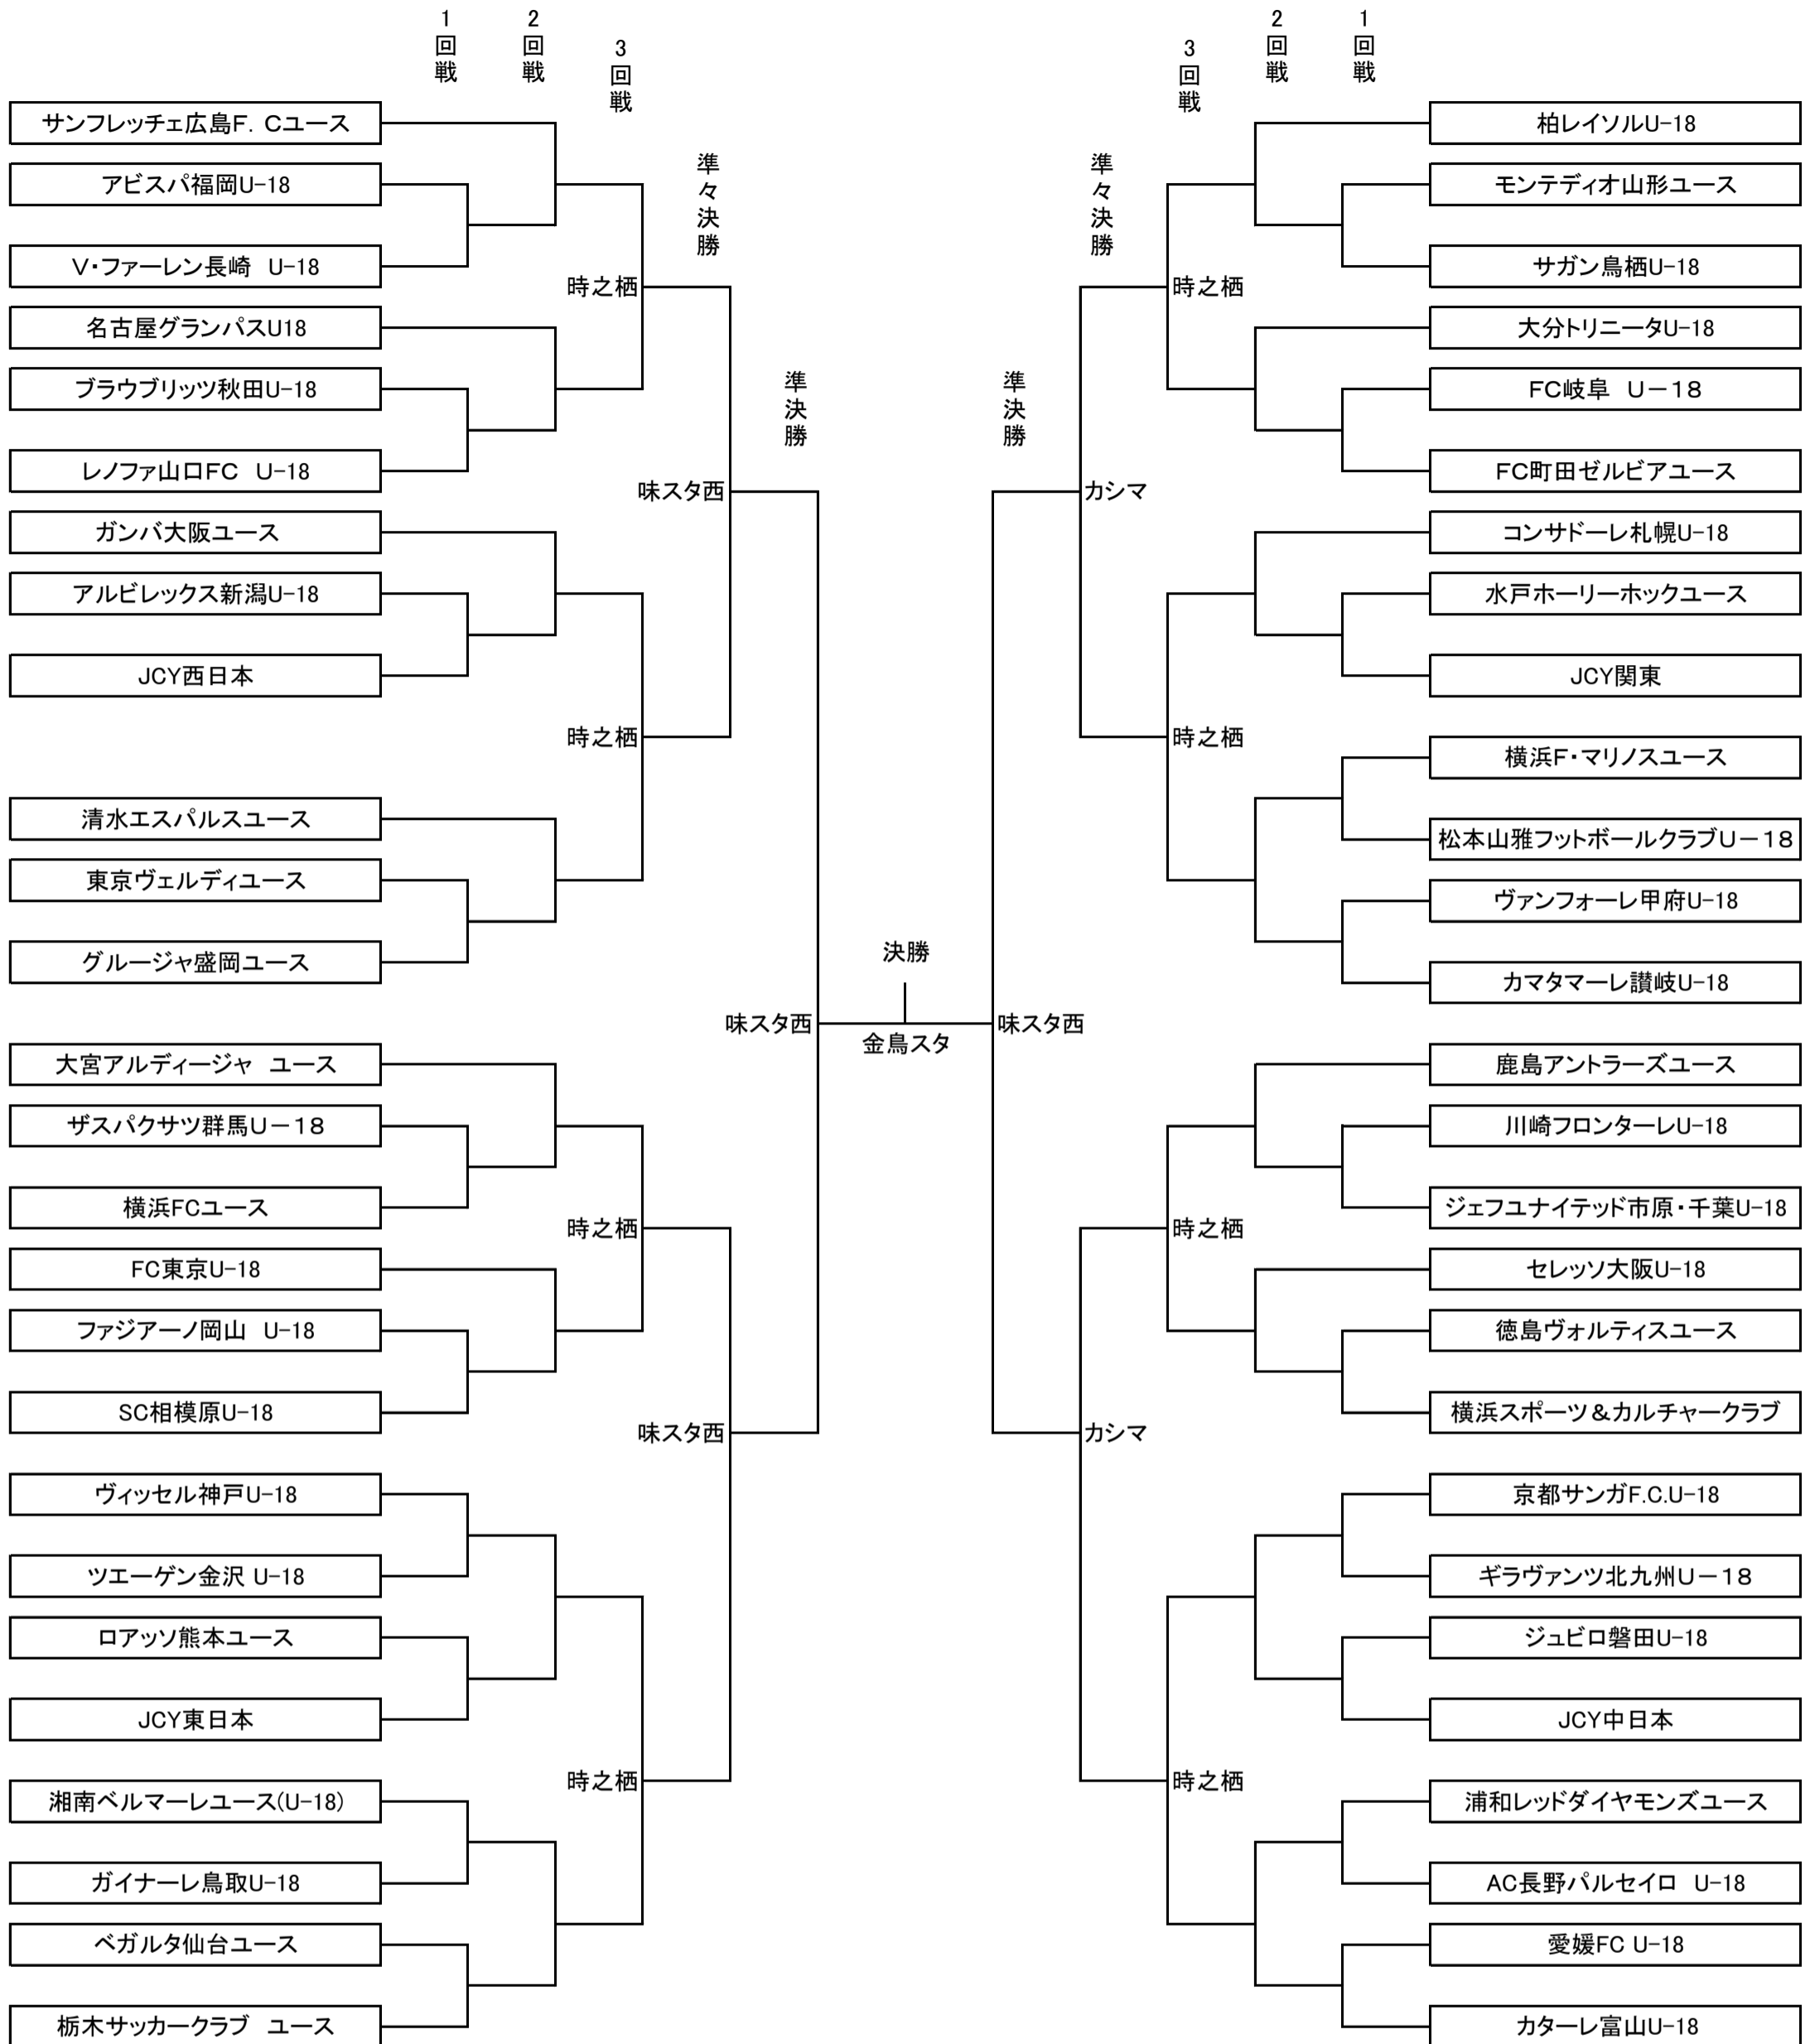 1回戦
2回戦
3回戦
準々決勝
準決勝
サンフレッチェ広島F．Cユース
アビスパ福岡U-18
V・ファーレン長崎　U-18
名古屋グランパスU18
ブラウブリッツ秋田U-18
レノファ山口FC　U-18
ガンバ大阪ユース
アルビレックス新潟U-18
JCY西日本
清水エスパルスユース
東京ヴェルディユース
グルージャ盛岡ユース
大宮アルディージャ　ユース
ザスパクサツ群馬U－18
横浜FCユース
FC東京U-18
ファジアーノ岡山　U-18
SC相模原U-18
ヴィッセル神戸U-18
ツエーゲン金沢 U-18
ロアッソ熊本ユース
JCY東日本
湘南ベルマーレユース(U-18)
ガイナーレ鳥取U-18
ベガルタ仙台ユース
栃木サッカークラブ　ユース
時之栖
時之栖
時之栖
時之栖
味スタ西
味スタ西
味スタ西
決勝
金鳥スタ
味スタ西
カシマ
カシマ
時之栖
時之栖
時之栖
時之栖
準決勝
準々決勝
3回戦
2回戦
1回戦
柏レイソルU-18
モンテディオ山形ユース
サガン鳥栖U-18
大分トリニータU-18
FC岐阜　U－18
FC町田ゼルビアユース
コンサドーレ札幌U-18
水戸ホーリーホックユース
JCY関東
横浜F・マリノスユース
松本山雅フットボールクラブU－18
ヴァンフォーレ甲府U-18
カマタマーレ讃岐U-18
鹿島アントラーズユース
川崎フロンターレU-18
ジェフユナイテッド市原・千葉U-18
セレッソ大阪U-18
徳島ヴォルティスユース
横浜スポーツ＆カルチャークラブ
京都サンガF.C.U-18
ギラヴァンツ北九州U－18
ジュビロ磐田U-18
JCY中日本
浦和レッドダイヤモンズユース
AC長野パルセイロ　U-18
愛媛FC U-18
カターレ富山U-18